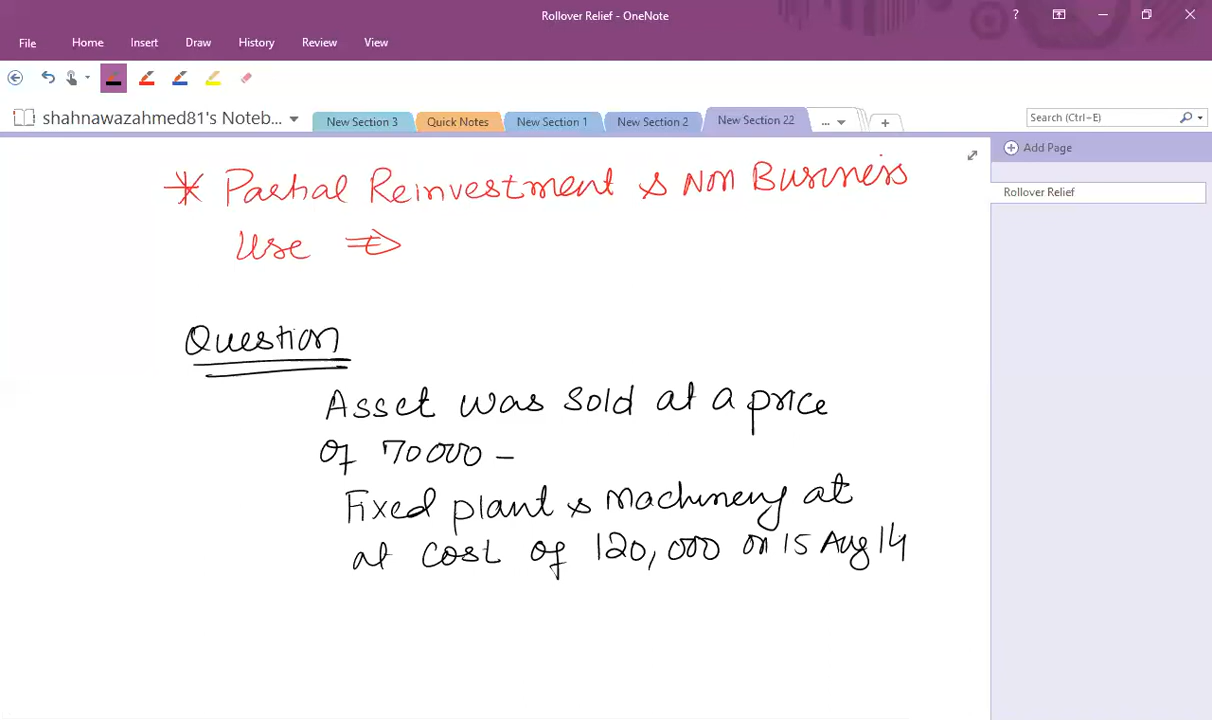 Rollover Relief - OneNote
?
File Home Insert Draw History Review View
shahnawazahmed81's Noteb...
New Section 3
Quick Notes
New Section 1
New Section 2
New Section 22
...
Search (Ctrl+E)
Add Page
Rollover Relief
* Partial Reinvestment & Non Business
Use ⇒
Question
Asset was sold at a price
of 70000 -
Fixed plant & Machinery at
at cost of 120,000 on 15 Aug 14